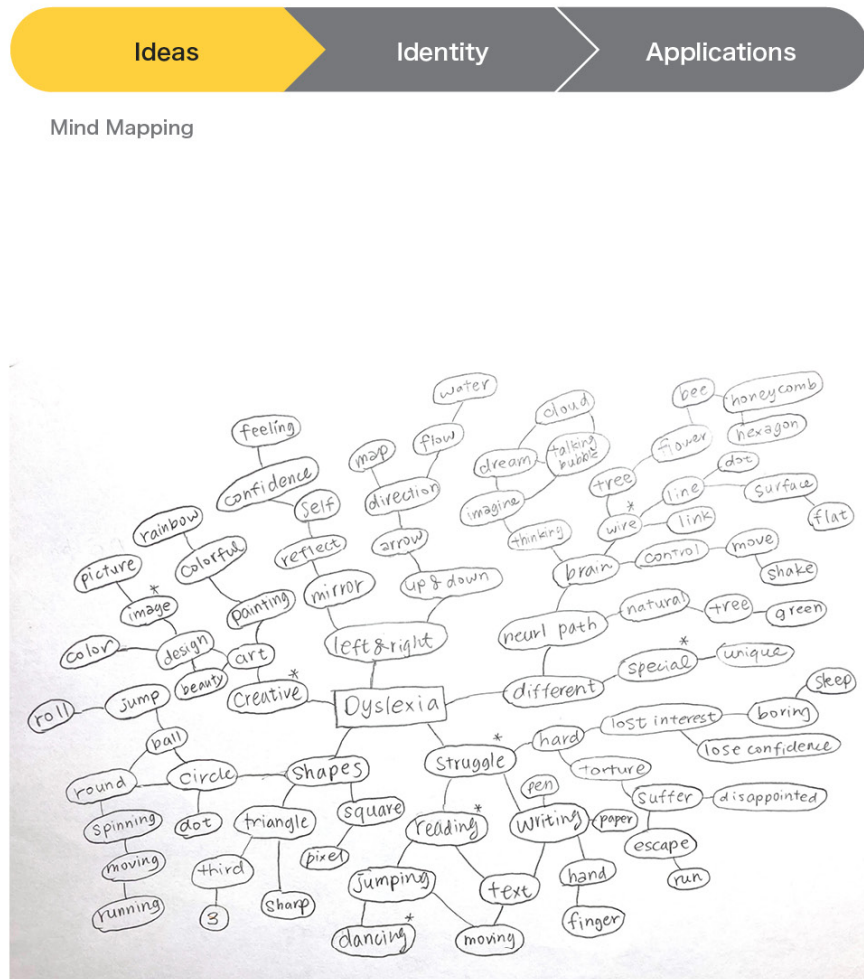 Ideas
Identity
Applications
Mind Mapping
water
bee
honeycomb
cloud
hexagon
feeling
map
flow
talking
bubble
flower
dot
confidence
dream
tree
line
surface
direction
self
imagine
wire
*
link
flat
rainbow
arrow
thinking
colorful
reflect
control
move
picture
brain
shake
image
*
mirror
up & down
painting
natural
tree
green
neurl path
color
design
art
left & right
special
*
unique
beauty
creative
*
different
sleep
Dyslexia
jump
roll
lost interest
boring
hard
ball
struggle
*
lose confidence
shapes
torture
round
circle
pen
suffer
disappointed
square
spinning
dot
triangle
reading
*
writing
paper
escape
pixel
moving
third
hand
run
jumping
text
running
3
sharp
finger
dancing
*
moving